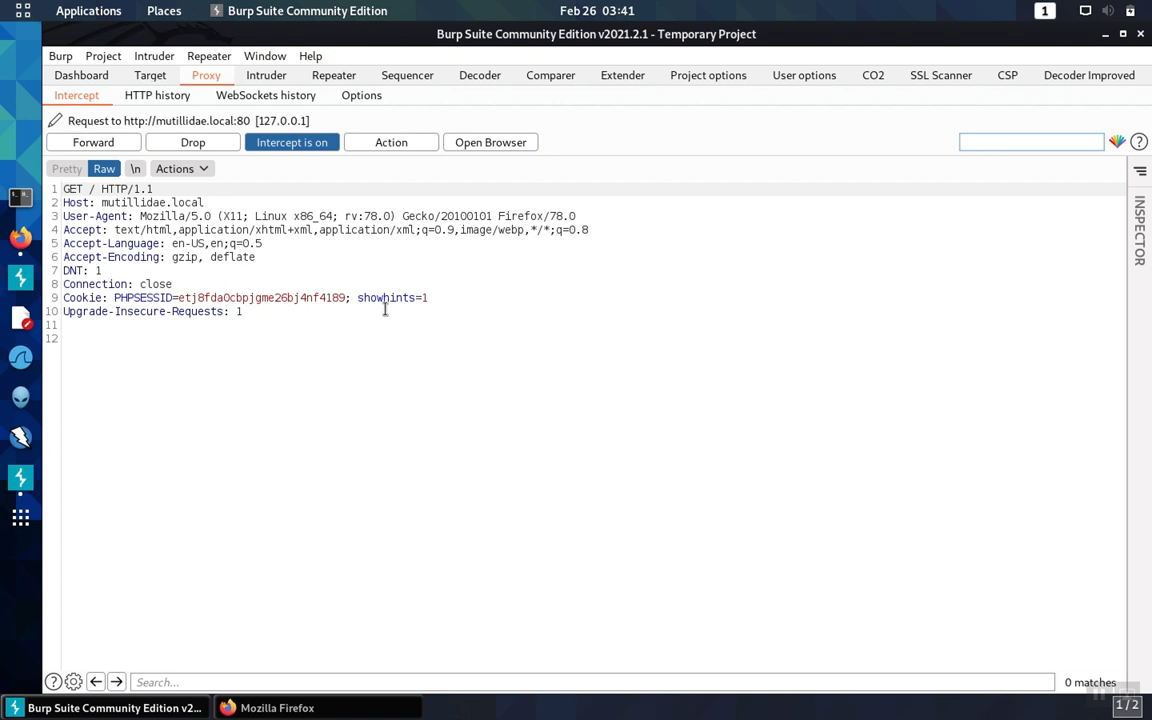 Applications Places Burp Suite Community Edition Feb 26 03:41 1
Burp Suite Community Edition v2021.2.1 - Temporary Project
Burp Project Intruder Repeater Window Help
Dashboard Target Proxy Intruder Repeater Sequencer Decoder Comparer Extender Project options User options CO2 SSL Scanner CSP Decoder Improved
Intercept HTTP history WebSockets history Options
Request to http://mutillidae.local:80 [127.0.0.1]
Forward Drop Intercept is on Action Open Browser
Pretty Raw \n Actions
1 GET / HTTP/1.1
2 Host: mutillidae.local
3 User-Agent: Mozilla/5.0 (X11; Linux x86_64; rv:78.0) Gecko/20100101 Firefox/78.0
4 Accept: text/html,application/xhtml+xml,application/xml;q=0.9,image/webp,*/*;q=0.8
5 Accept-Language: en-US,en;q=0.5
6 Accept-Encoding: gzip, deflate
7 DNT: 1
8 Connection: close
9 Cookie: PHPSESSID=etj8fda0cbpjgme26bj4nf4189; showhints=1
10 Upgrade-Insecure-Requests: 1
11
12
INSPECTOR
Search... 0 matches
Burp Suite Community Edition v2... Mozilla Firefox 1/2